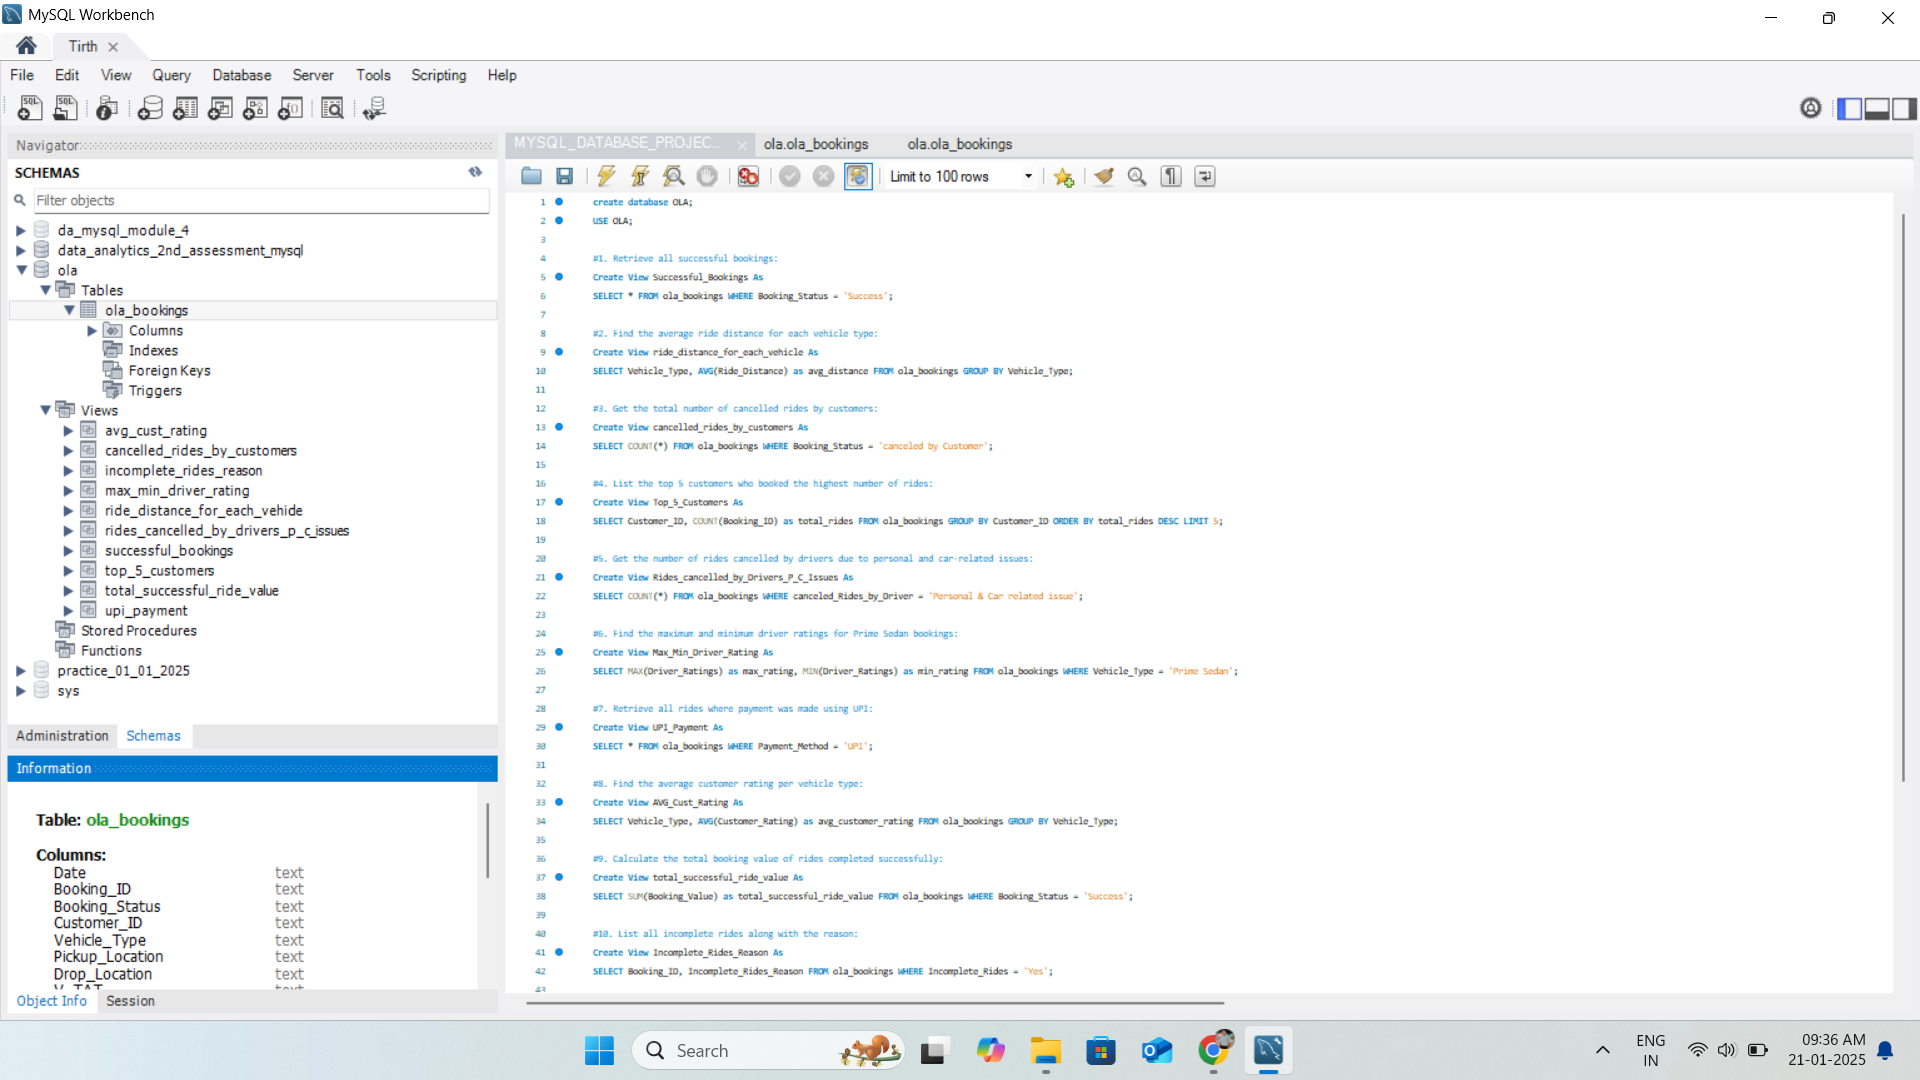 MySQL Workbench
Tirth
File Edit View Query Database Server Tools Scripting Help
Navigator
SCHEMAS
Filter objects
da_mysql_module_4
data_analytics_2nd_assessment_mysql
ola
Tables
ola_bookings
Columns
Indexes
Foreign Keys
Triggers
Views
avg_cust_rating
cancelled_rides_by_customers
incomplete_rides_reason
max_min_driver_rating
ride_distance_for_each_vehicle
rides_cancelled_by_drivers_p_c_issues
successful_bookings
top_5_customers
total_successful_ride_value
upi_payment
Stored Procedures
Functions
practice_01_01_2025
sys
Administration Schemas
Information
Table: ola_bookings
Columns:
Date text
Booking_ID text
Booking_Status text
Customer_ID text
Vehicle_Type text
Pickup_Location text
Drop_Location text
V_TAT text
Object Info Session
MYSQL_DATABASE_PROJEC... ola.ola_bookings ola.ola_bookings
Limit to 100 rows
1 create database OLA;
2 USE OLA;
3
4 #1. Retrieve all successful bookings:
5 Create View Successful_Bookings As
6 SELECT * FROM ola_bookings WHERE Booking_Status = 'Success';
7
8 #2. Find the average ride distance for each vehicle type:
9 Create View ride_distance_for_each_vehicle As
10 SELECT Vehicle_Type, AVG(Ride_Distance) as avg_distance FROM ola_bookings GROUP BY Vehicle_Type;
11
12 #3. Get the total number of cancelled rides by customers:
13 Create View cancelled_rides_by_customers As
14 SELECT COUNT(*) FROM ola_bookings WHERE Booking_Status = 'canceled by Customer';
15
16 #4. List the top 5 customers who booked the highest number of rides:
17 Create View Top_5_Customers As
18 SELECT Customer_ID, COUNT(Booking_ID) as total_rides FROM ola_bookings GROUP BY Customer_ID ORDER BY total_rides DESC LIMIT 5;
19
20 #5. Get the number of rides cancelled by drivers due to personal and car-related issues:
21 Create View Rides_cancelled_by_Drivers_P_C_Issues As
22 SELECT COUNT(*) FROM ola_bookings WHERE canceled_Rides_by_Driver = 'Personal & Car related issue';
23
24 #6. Find the maximum and minimum driver ratings for Prime Sedan bookings:
25 Create View Max_Min_Driver_Rating As
26 SELECT MAX(Driver_Ratings) as max_rating, MIN(Driver_Ratings) as min_rating FROM ola_bookings WHERE Vehicle_Type = 'Prime Sedan';
27
28 #7. Retrieve all rides where payment was made using UPI:
29 Create View UPI_Payment As
30 SELECT * FROM ola_bookings WHERE Payment_Method = 'UPI';
31
32 #8. Find the average customer rating per vehicle type:
33 Create View AVG_Cust_Rating As
34 SELECT Vehicle_Type, AVG(Customer_Rating) as avg_customer_rating FROM ola_bookings GROUP BY Vehicle_Type;
35
36 #9. Calculate the total booking value of rides completed successfully:
37 Create View total_successful_ride_value As
38 SELECT SUM(Booking_Value) as total_successful_ride_value FROM ola_bookings WHERE Booking_Status = 'Success';
39
40 #10. List all incomplete rides along with the reason:
41 Create View Incomplete_Rides_Reason As
42 SELECT Booking_ID, Incomplete_Rides_Reason FROM ola_bookings WHERE Incomplete_Rides = 'Yes';
43
Search
ENG
IN
09:36 AM
21-01-2025